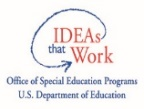 IDEAs
that
Work
Office of Special Education Programs
U.S. Department of Education